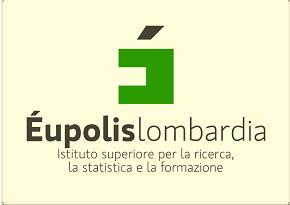 Éupolislombardia
Istituto superiore per la ricerca,
la statistica e la formazione